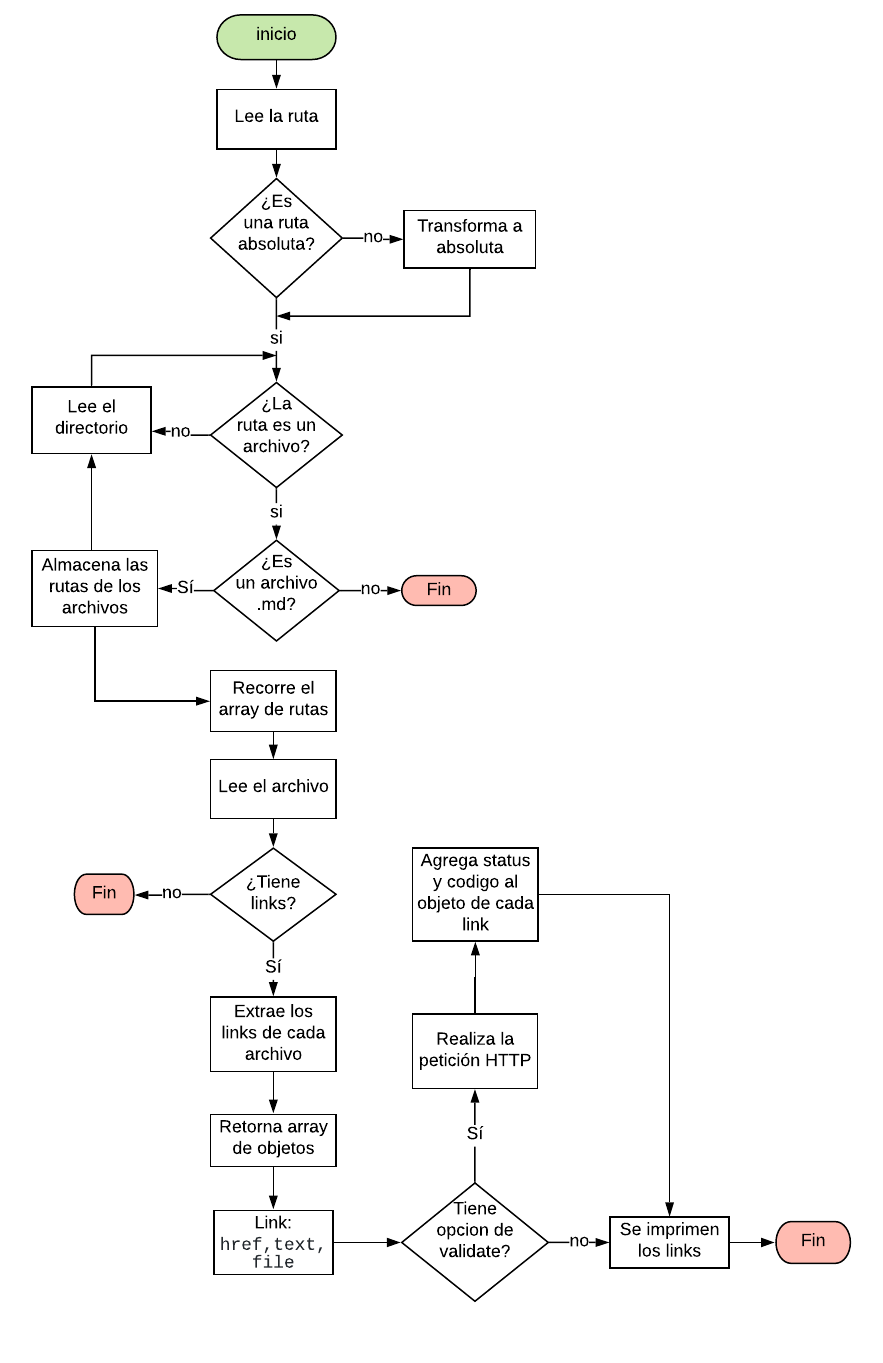 inicio
Lee la ruta
¿Es
una ruta
absoluta?
no
Transforma a
absoluta
si
¿La
ruta es un
archivo?
no
Lee el
directorio
si
¿Es
un archivo
.md?
no
Fin
Sí
Almacena las
rutas de los
archivos
Recorre el
array de rutas
Lee el archivo
¿Tiene
links?
no
Fin
Sí
Extrae los
links de cada
archivo
Retorna array
de objetos
Link:
href,text,
file
Tiene
opcion de
validate?
Sí
Realiza la
petición HTTP
Agrega status
y codigo al
objeto de cada
link
no
Se imprimen
los links
Fin